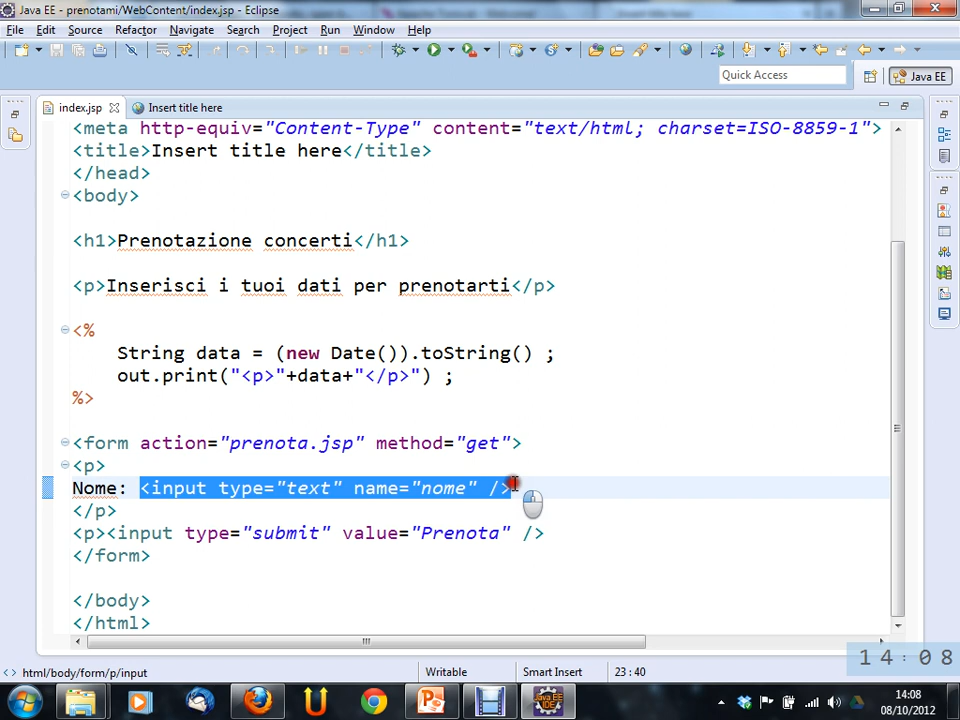 Java EE - prenotami/WebContent/index.jsp - Eclipse
File Edit Source Refactor Navigate Search Project Run Window Help
Quick Access
Java EE
index.jsp
Insert title here
<meta http-equiv="Content-Type" content="text/html; charset=ISO-8859-1">
<title>Insert title here</title>
</head>
<body>
<h1>Prenotazione concerti</h1>
<p>Inserisci i tuoi dati per prenotarti</p>
<%
String data = (new Date()).toString() ;
out.print("<p>"+data+"</p>") ;
%>
<form action="prenota.jsp" method="get">
<p>
Nome: <input type="text" name="nome" />
</p>
<p><input type="submit" value="Prenota" />
</form>
</body>
</html>
14:08
html/body/form/p/input
Writable
Smart Insert
23 : 40
14:08
08/10/2012